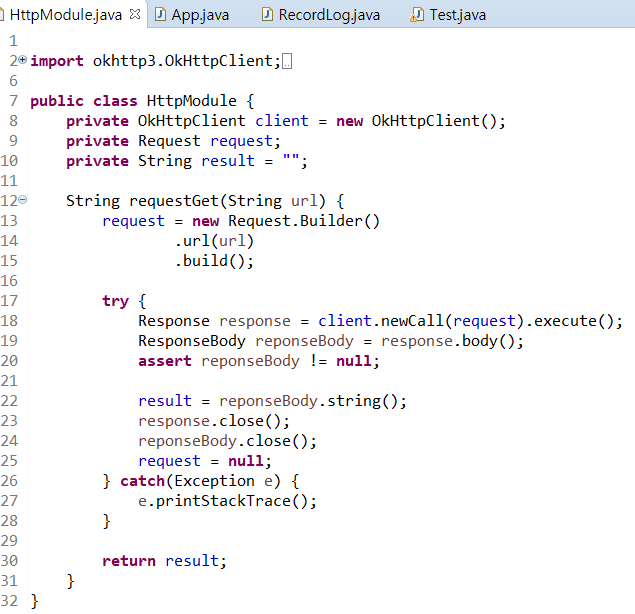 HttpModule.java App.java RecordLog.java Test.java
1
2 import okhttp3.OkHttpClient;
6
7 public class HttpModule {
8 private OkHttpClient client = new OkHttpClient();
9 private Request request;
10 private String result = "";
11
12 String requestGet(String url) {
13 request = new Request.Builder()
14 .url(url)
15 .build();
16
17 try {
18 Response response = client.newCall(request).execute();
19 ResponseBody reponseBody = response.body();
20 assert reponseBody != null;
21
22 result = reponseBody.string();
23 response.close();
24 reponseBody.close();
25 request = null;
26 } catch(Exception e) {
27 e.printStackTrace();
28 }
29
30 return result;
31 }
32 }